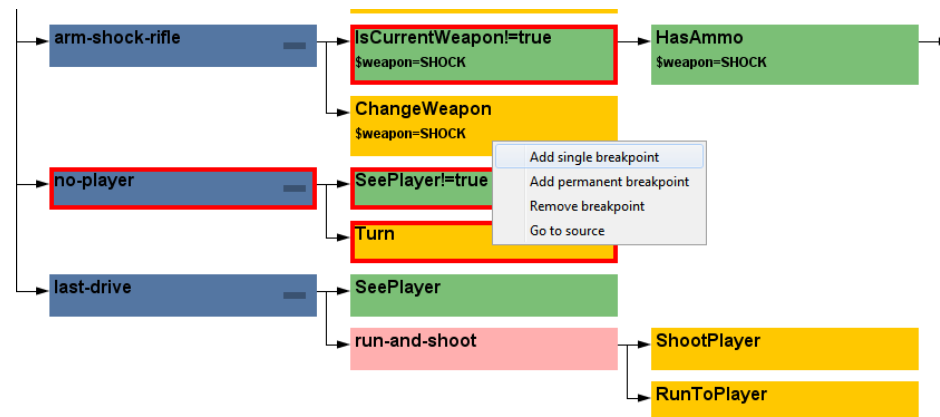 arm-shock-rifle
IsCurrentWeapon!=true
$weapon=SHOCK
HasAmmo
$weapon=SHOCK
ChangeWeapon
$weapon=SHOCK
Add single breakpoint
Add permanent breakpoint
Remove breakpoint
Go to source
no-player
SeePlayer!=true
Turn
last-drive
SeePlayer
run-and-shoot
ShootPlayer
RunToPlayer